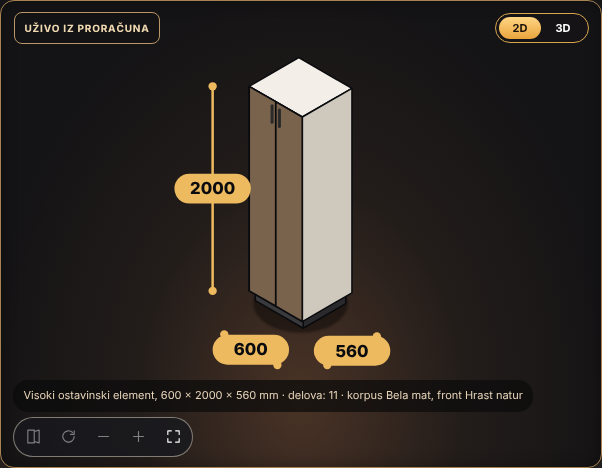 UŽIVO IZ PRORAČUNA
2D 3D
2000
600 560
Visoki ostavinski element, 600 × 2000 × 560 mm · delova: 11 · korpus Bela mat, front Hrast natur